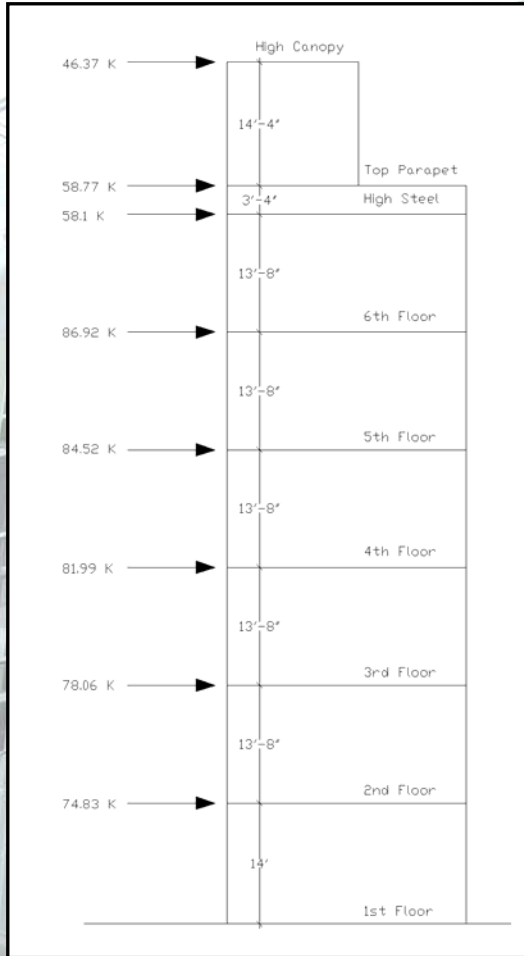 High Canopy
46.37 K
14'-4"
Top Parapet
58.77 K
3'-4"
High Steel
58.1 K
13'-8"
6th Floor
86.92 K
13'-8"
5th Floor
84.52 K
13'-8"
4th Floor
81.99 K
13'-8"
3rd Floor
78.06 K
13'-8"
2nd Floor
74.83 K
14'
1st Floor